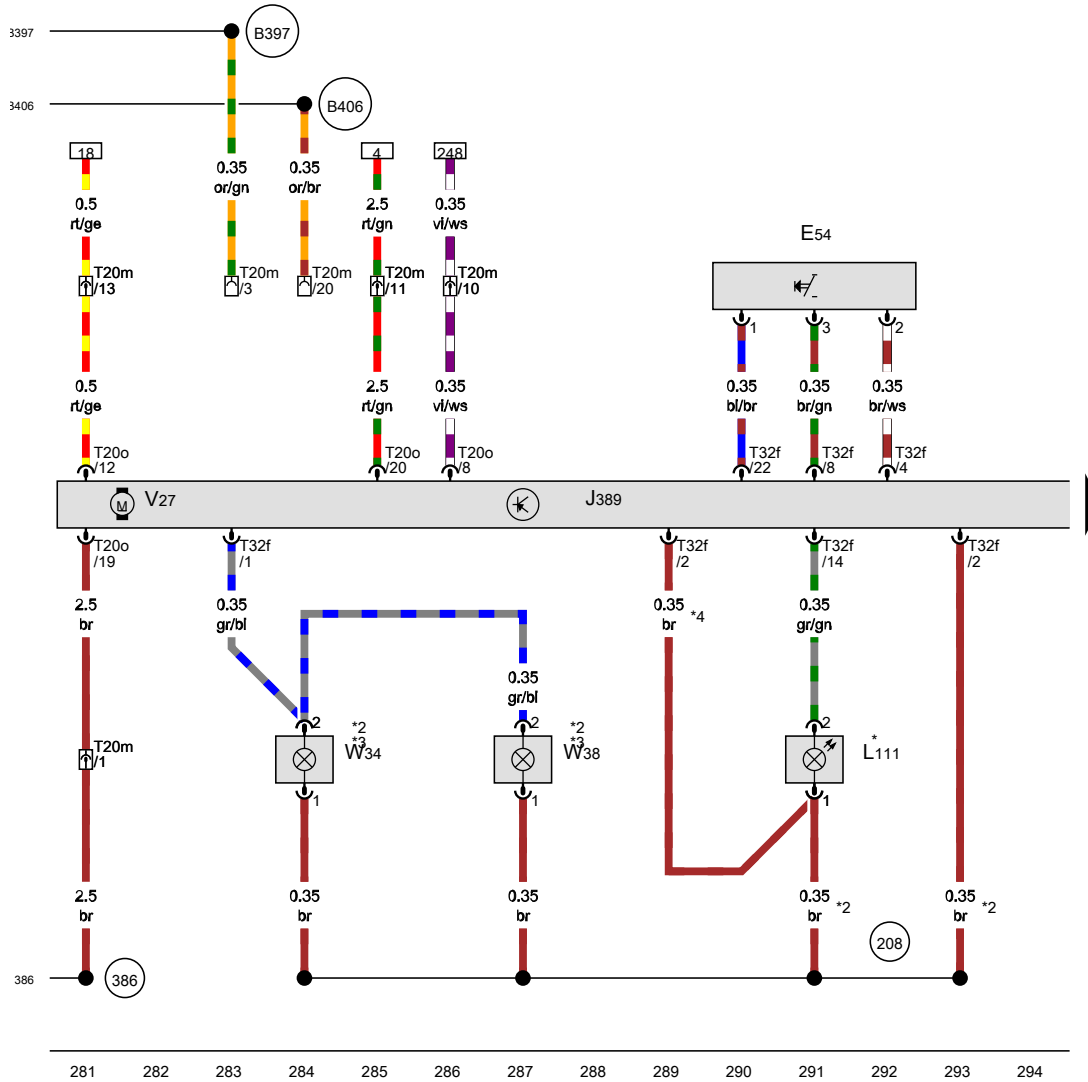 B397
B397
B406
B406
18
4
248
0.35
or/gn
0.35
or/br
0.5
rt/ge
2.5
rt/gn
0.35
vi/ws
E54
T20m
/13
T20m
/3
T20m
/20
T20m
/11
T20m
/10
1
3
2
0.5
rt/ge
2.5
rt/gn
0.35
vi/ws
0.35
bl/br
0.35
br/gn
0.35
br/ws
T20o
/12
T20o
/20
T20o
/8
T32f
/22
T32f
/8
T32f
/4
M
V27
J389
T20o
/19
T32f
/1
T32f
/2
T32f
/14
T32f
/2
2.5
br
0.35
gr/bl
0.35
br
*4
0.35
gr/gn
0.35
gr/bl
2
*2
*3
W34
2
*2
*3
W38
2
*
L111
T20m
/1
1
1
1
2.5
br
0.35
br
0.35
br
0.35
br
*2
0.35
br
*2
208
386
386
281 282 283 284 285 286 287 288 289 290 291 292 293 294